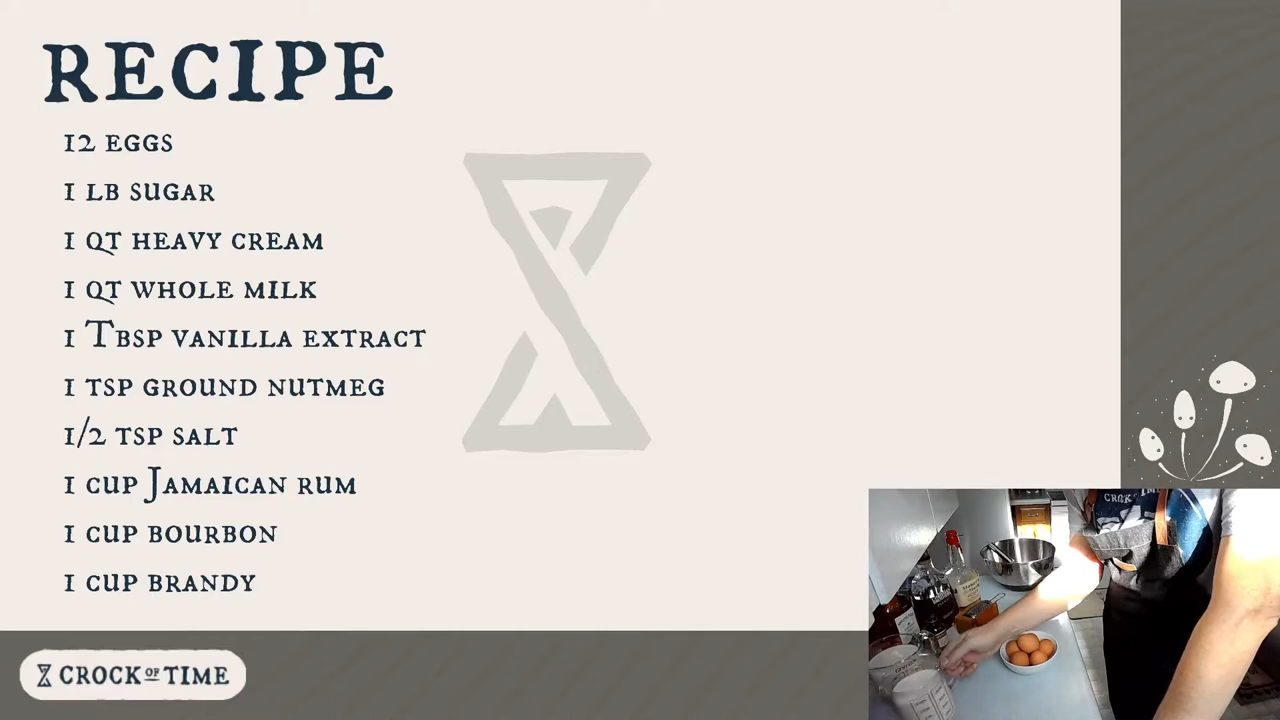 RECIPE
12 EGGS
1 LB SUGAR
1 QT HEAVY CREAM
1 QT WHOLE MILK
1 TBSP VANILLA EXTRACT
1 TSP GROUND NUTMEG
1/2 TSP SALT
1 CUP JAMAICAN RUM
1 CUP BOURBON
1 CUP BRANDY
CROCK OF TIME